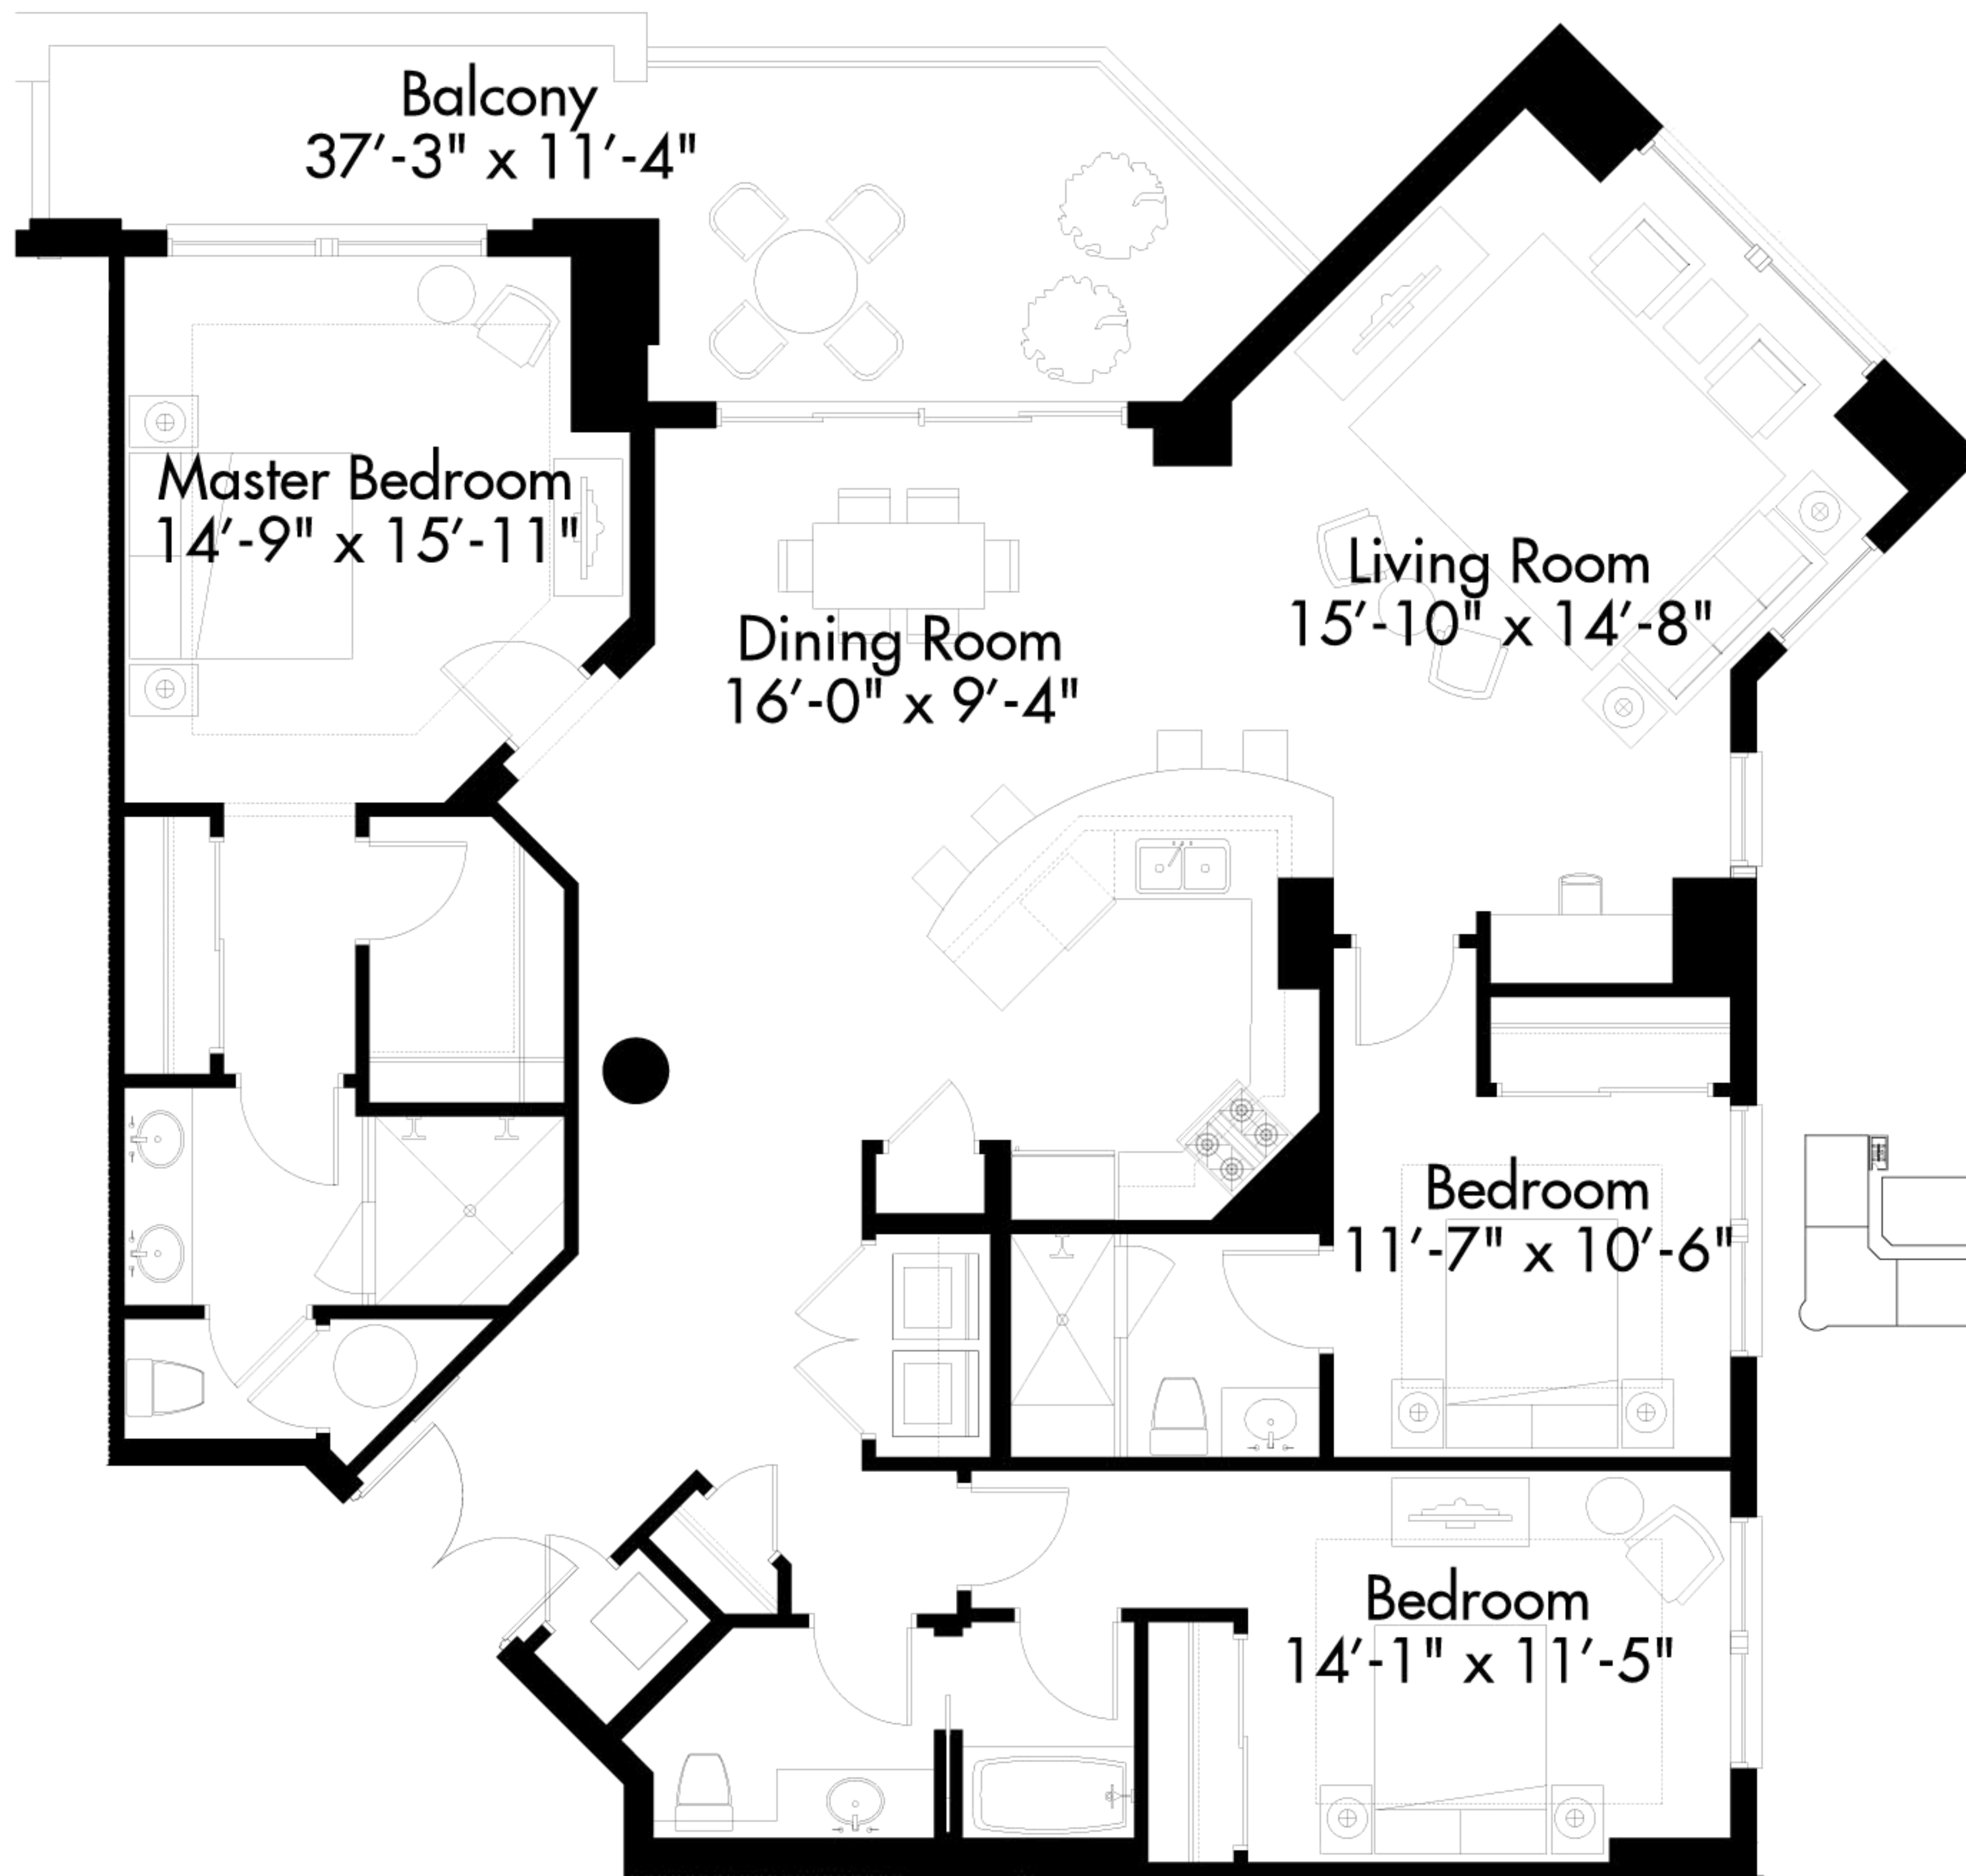 Balcony
37'-3" x 11'-4"
Master Bedroom
14'-9" x 15'-11"
Dining Room
16'-0" x 9'-4"
Living Room
15'-10" x 14'-8"
Bedroom
11'-7" x 10'-6"
Bedroom
14'-1" x 11'-5"